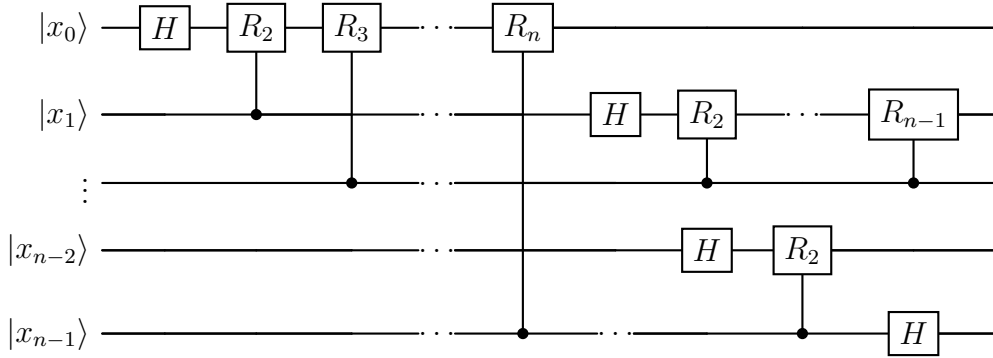 |x₀⟩ H R₂ R₃ · · · Rₙ
|x₁⟩ · · · H R₂ · · · Rₙ₋₁
⋮ · · ·
|xₙ₋₂⟩ · · · H R₂
|xₙ₋₁⟩ · · · · · · H